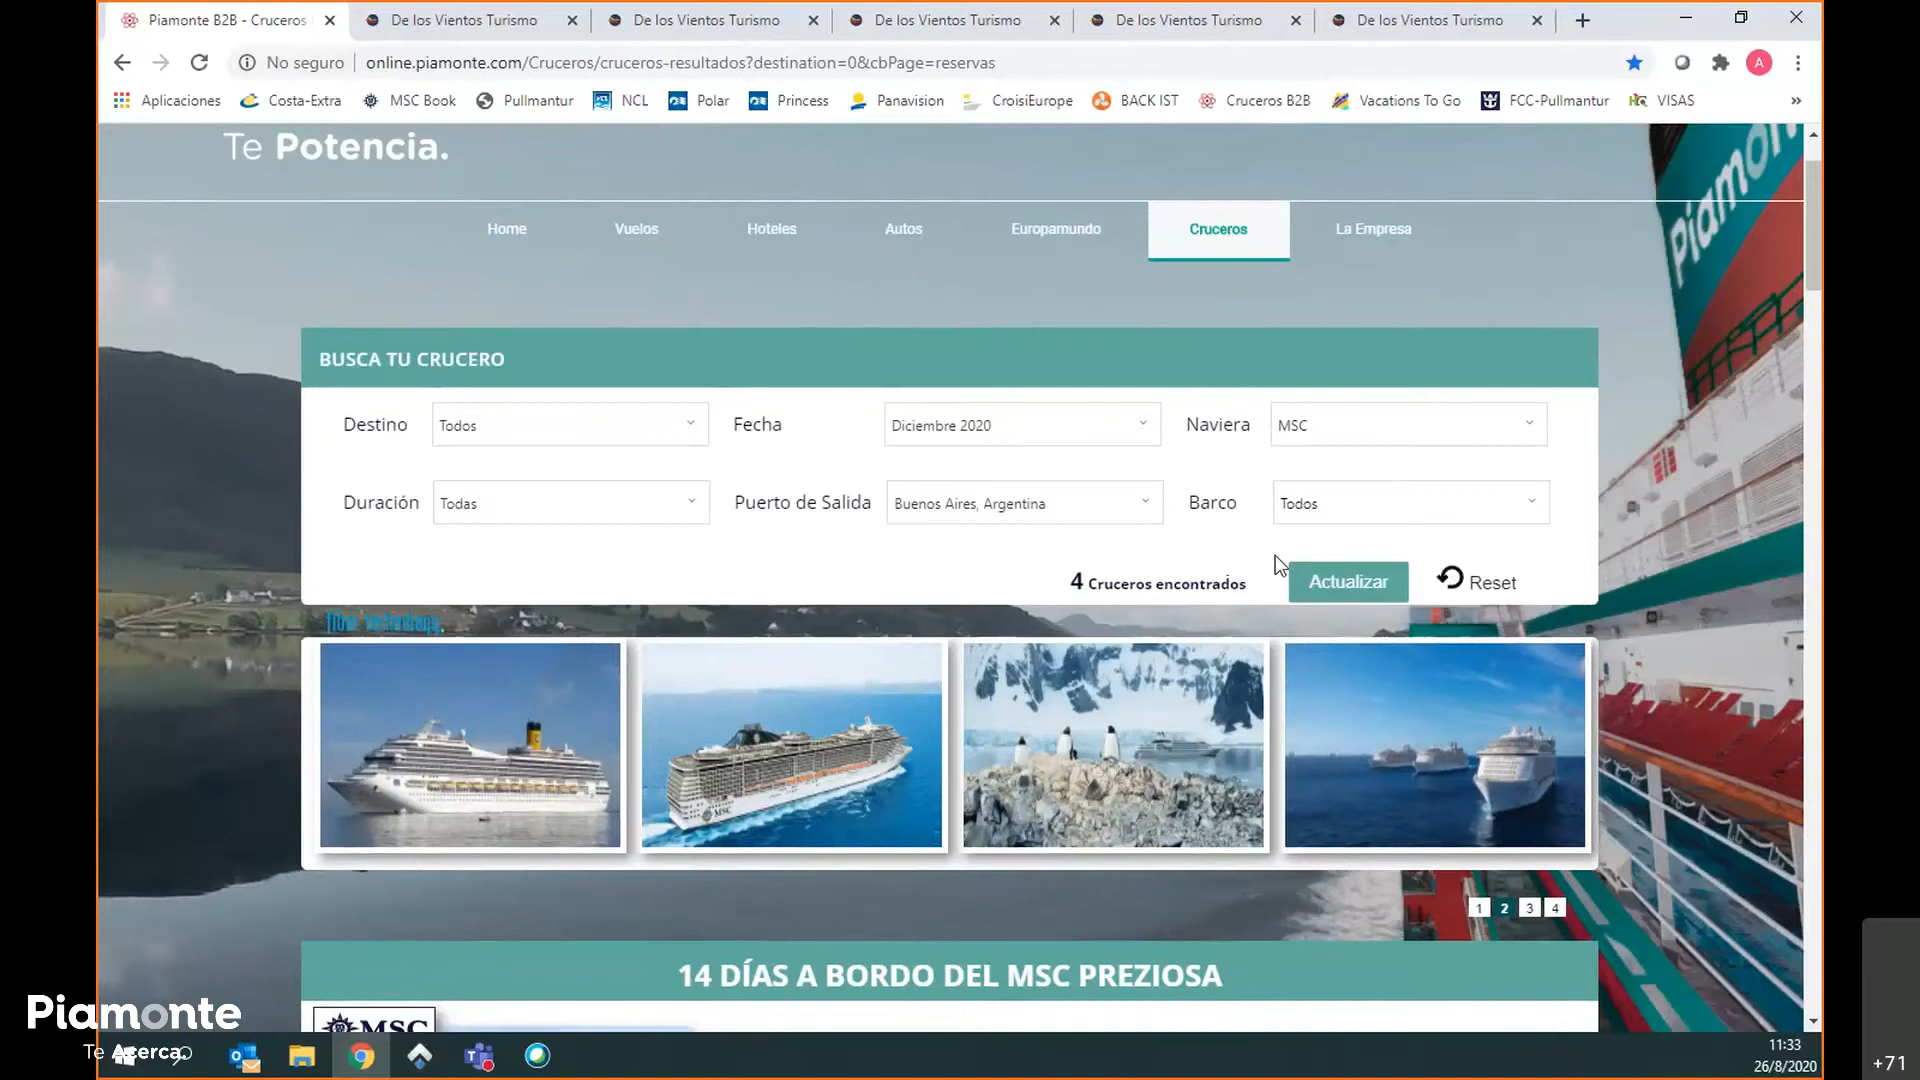 Piamonte B2B - Cruceros
De los Vientos Turismo
De los Vientos Turismo
De los Vientos Turismo
De los Vientos Turismo
De los Vientos Turismo
No seguro
online.piamonte.com/Cruceros/cruceros-resultados?destination=0&cbPage=reservas
A
Aplicaciones
Costa-Extra
MSC Book
Pullmantur
NCL
Polar
Princess
Panavision
CroisiEurope
BACK IST
Cruceros B2B
Vacations To Go
FCC-Pullmantur
VISAS
Te Potencia.
Piamon
Home
Vuelos
Hoteles
Autos
Europamundo
Cruceros
La Empresa
BUSCA TU CRUCERO
Destino
Todos
Fecha
Diciembre 2020
Naviera
MSC
Duración
Todas
Puerto de Salida
Buenos Aires, Argentina
Barco
Todos
4 Cruceros encontrados
Actualizar
Reset
MSC
1 2 3 4
14 DÍAS A BORDO DEL MSC PREZIOSA
MSC
Piamonte
Te Acerca.
11:33
26/8/2020
+71